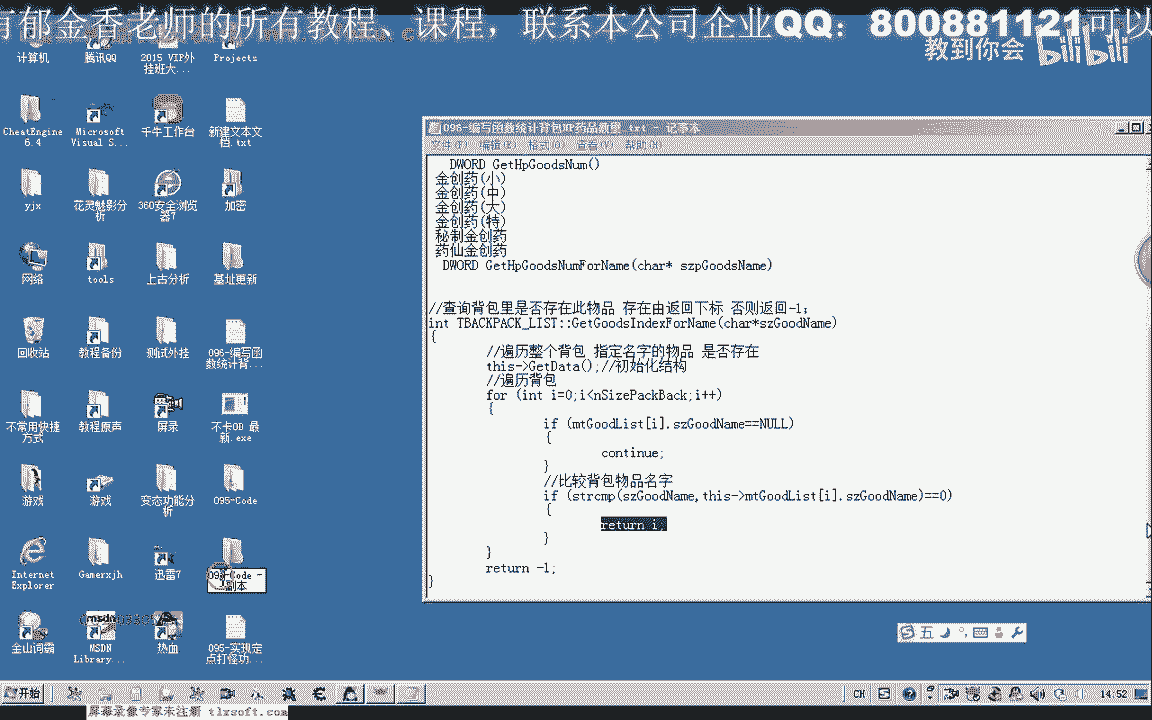 有郁金香老师的所有教程、课程，联系本公司企业QQ：800881121可以
教到你会 bilibili
计算机
腾讯QQ
2015 VIP外挂班大...
Projects
CheatEngine 6.4
Microsoft Visual S...
千牛工作台
新建文本文档.txt
yjx
花灵魅影分析
360安全浏览器7
加密
网络
tools
上古分析
基址更新
回收站
教程备份
测试外挂
096-编写函数统计背...
不常用快捷方式
教程原声
屏录
不卡OD 最新.exe
游戏
游戏
变态功能分析
095-Code
Internet Explorer
Gamerxjh
迅雷7
副本
金山词霸
MSDN Library...
热血
095-实现定点打怪功...
096-编写函数统计背包HP药品数量.txt - 记事本
文件(F) 编辑(E) 格式(O) 查看(V) 帮助(H)
DWORD GetHpGoodsNum()
金创药(小)
金创药(中)
金创药(大)
金创药(特)
秘制金创药
药仙金创药
DWORD GetHpGoodsNumForName(char* szpGoodsName)
//查询背包里是否存在此物品 存在由返回下标 否则返回-1;
int TBACKPACK_LIST::GetGoodsIndexForName(char*szGoodName)
{
//遍历整个背包 指定名字的物品 是否存在
this->GetData();//初始化结构
//遍历背包
for (int i=0;i<nSizePackBack;i++)
{
if (mtGoodList[i].szGoodName==NULL)
{
continue;
}
//比较背包物品名字
if (strcmp(szGoodName,this->mtGoodList[i].szGoodName)==0)
{
return i;
}
}
return -1;
}
五
开始
CH
14:52
屏幕录像专家未注册 tlxsoft.com